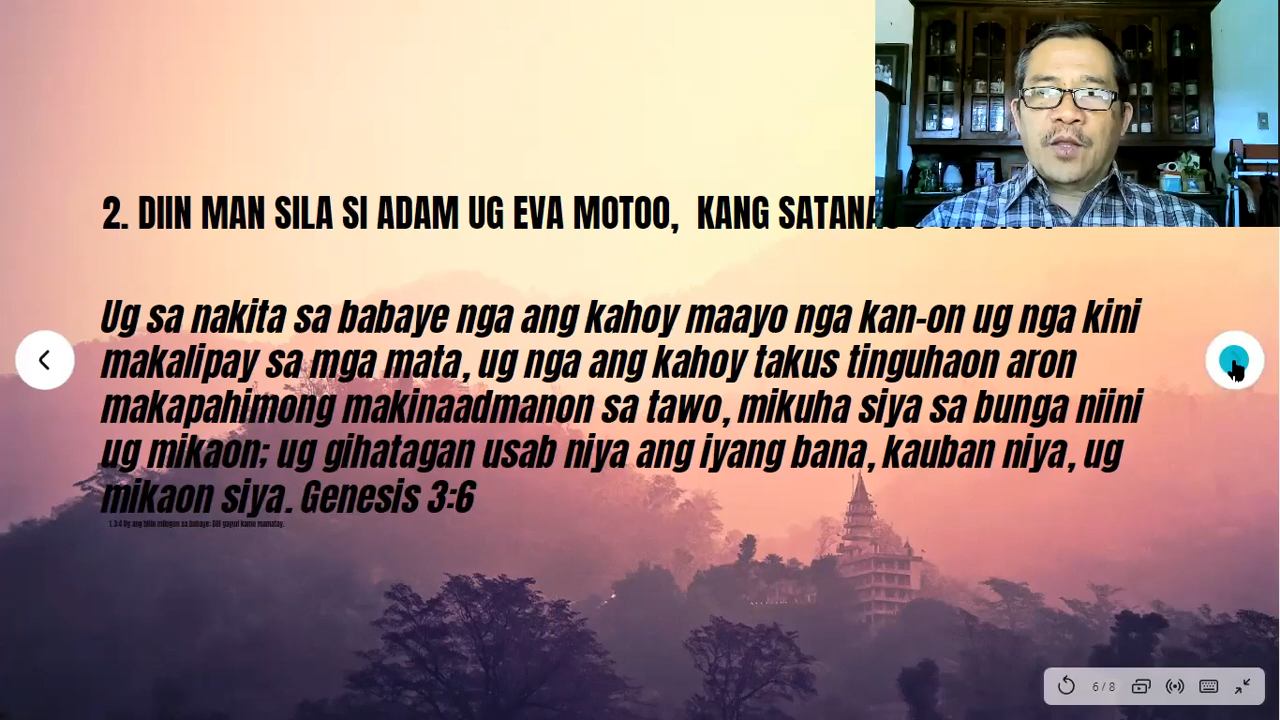 2. DIIN MAN SILA SI ADAM UG EVA MOTOO, KANG SATANAS
Ug sa nakita sa babaye nga ang kahoy maayo nga kan-on ug nga kini
makalipay sa mga mata, ug nga ang kahoy takus tinguhaon aron
makapahimong makinaadmanon sa tawo, mikuha siya sa bunga niini
ug mikaon; ug gihatagan usab niya ang iyang bana, kauban niya, ug
mikaon siya. Genesis 3:6
6 / 8